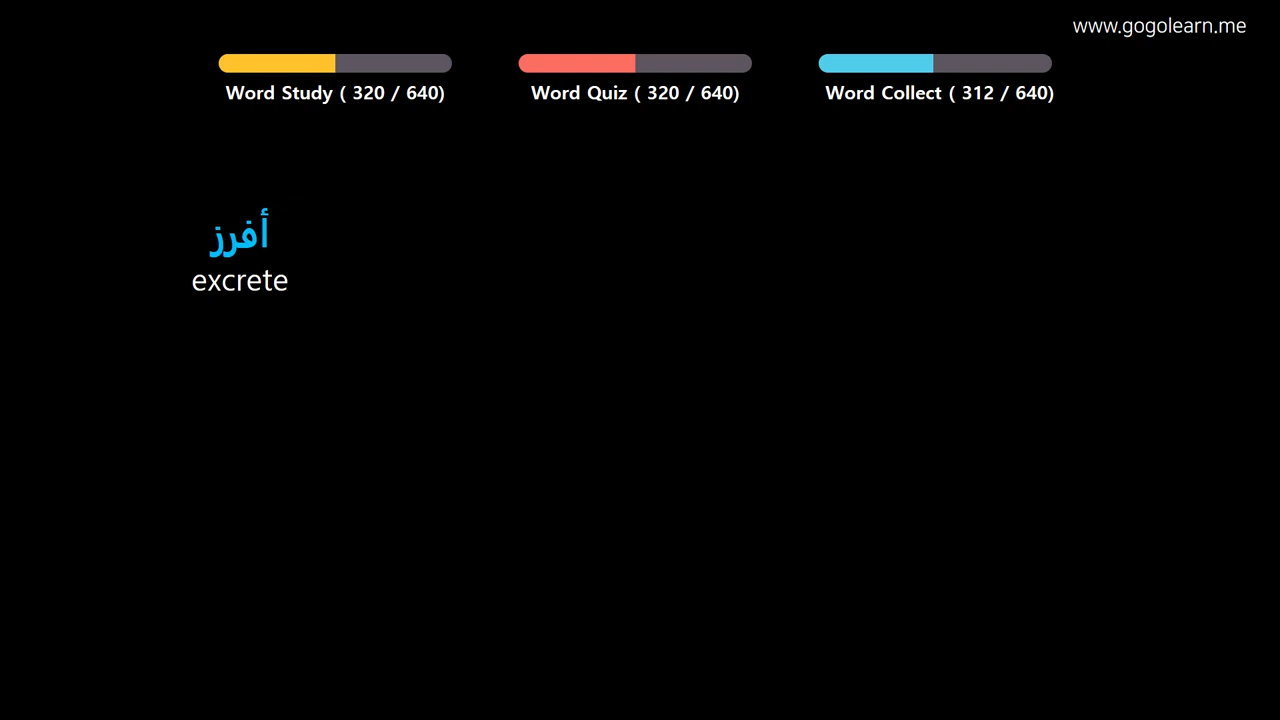 www.gogolearn.me
Word Study ( 320 / 640)
Word Quiz ( 320 / 640)
Word Collect ( 312 / 640)
أفرز
excrete